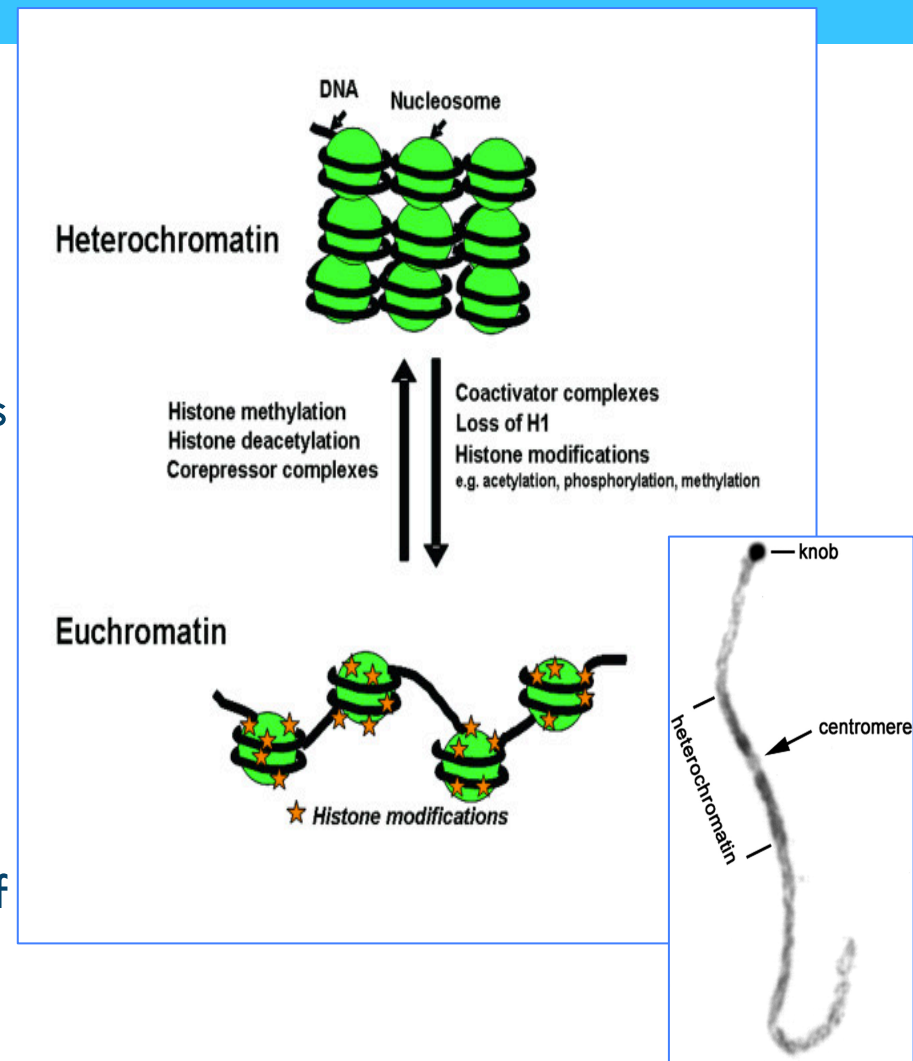 DNA
Nucleosome
Heterochromatin
s
Histone methylation
Histone deacetylation
Corepressor complexes
Coactivator complexes
Loss of H1
Histone modifications
e.g. acetylation, phosphorylation, methylation
Euchromatin
Histone modifications
f
knob
centromere
heterochromatin